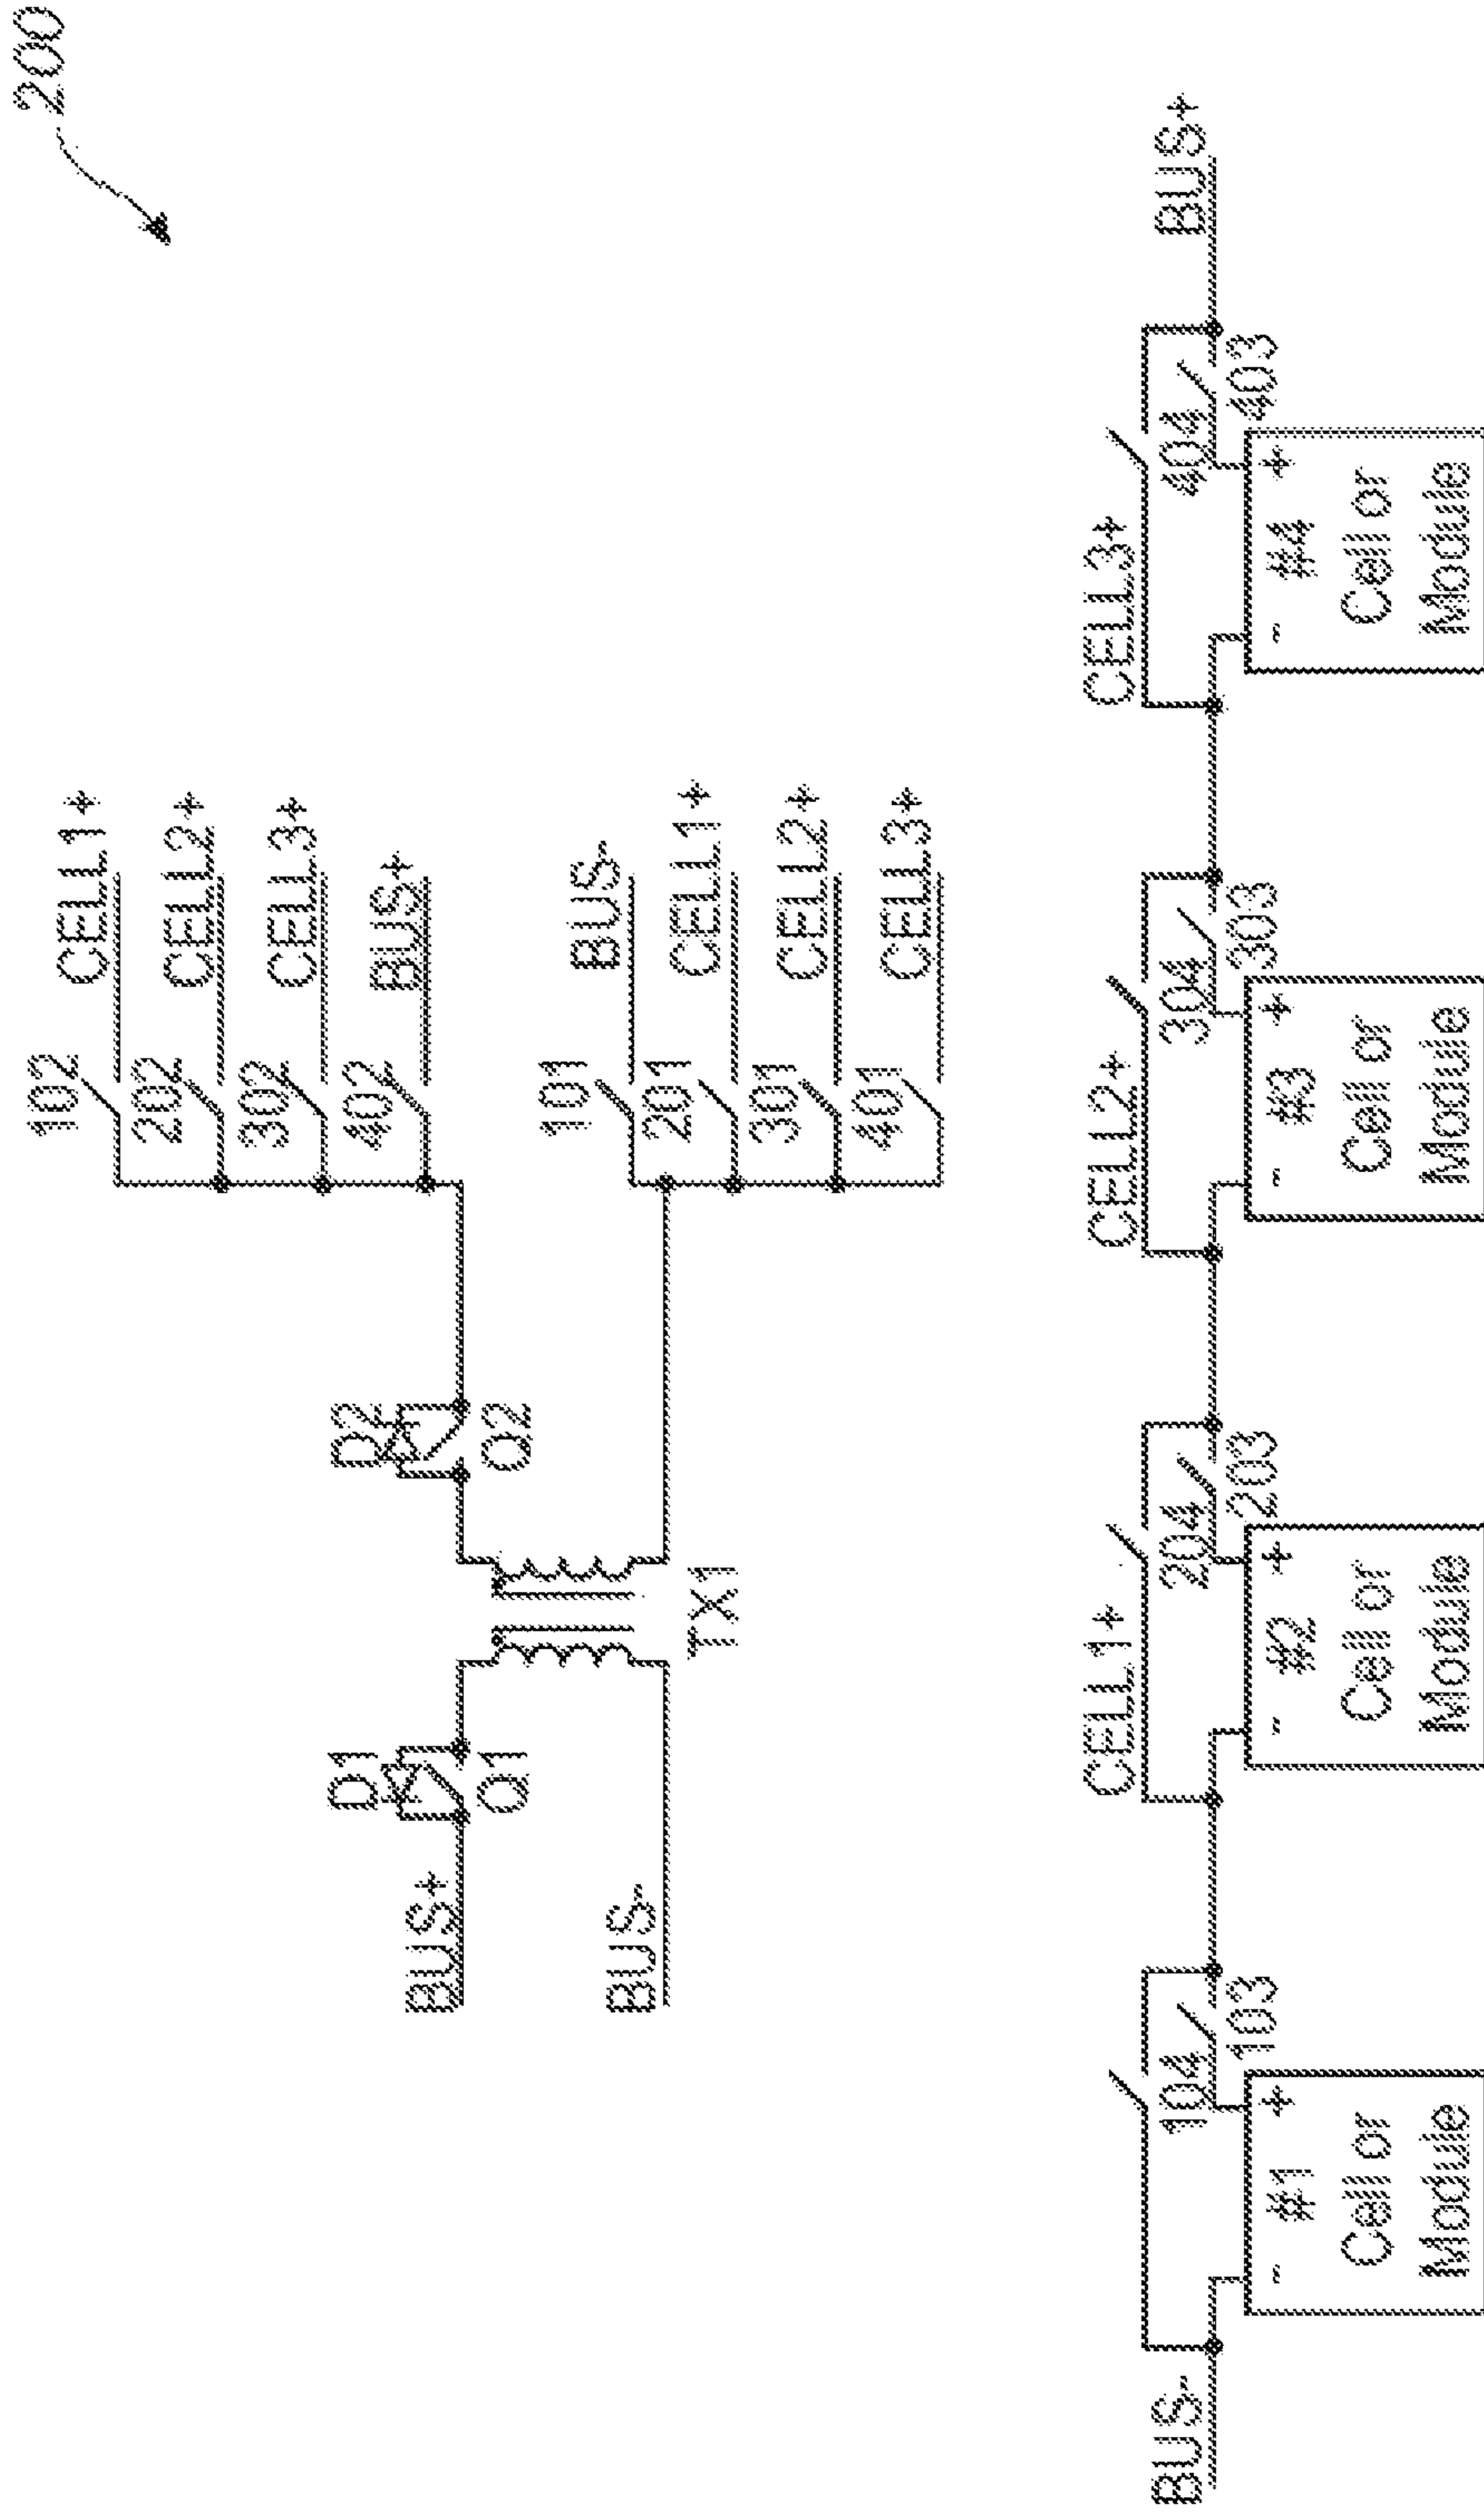 200
102
CELL1+
202
CELL2+
302
CELL3+
402
BUS+
D1
Q1
BUS+
BUS-
D2
Q2
TX1
101
BUS-
201
CELL1+
301
CELL2+
401
CELL3+
BUS-
104
103
- #1 +
Cell or
Module
CELL1+
204
203
- #2 +
Cell or
Module
CELL2+
304
303
- #3 +
Cell or
Module
CELL3+
404
403
- #4 +
Cell or
Module
BUS+